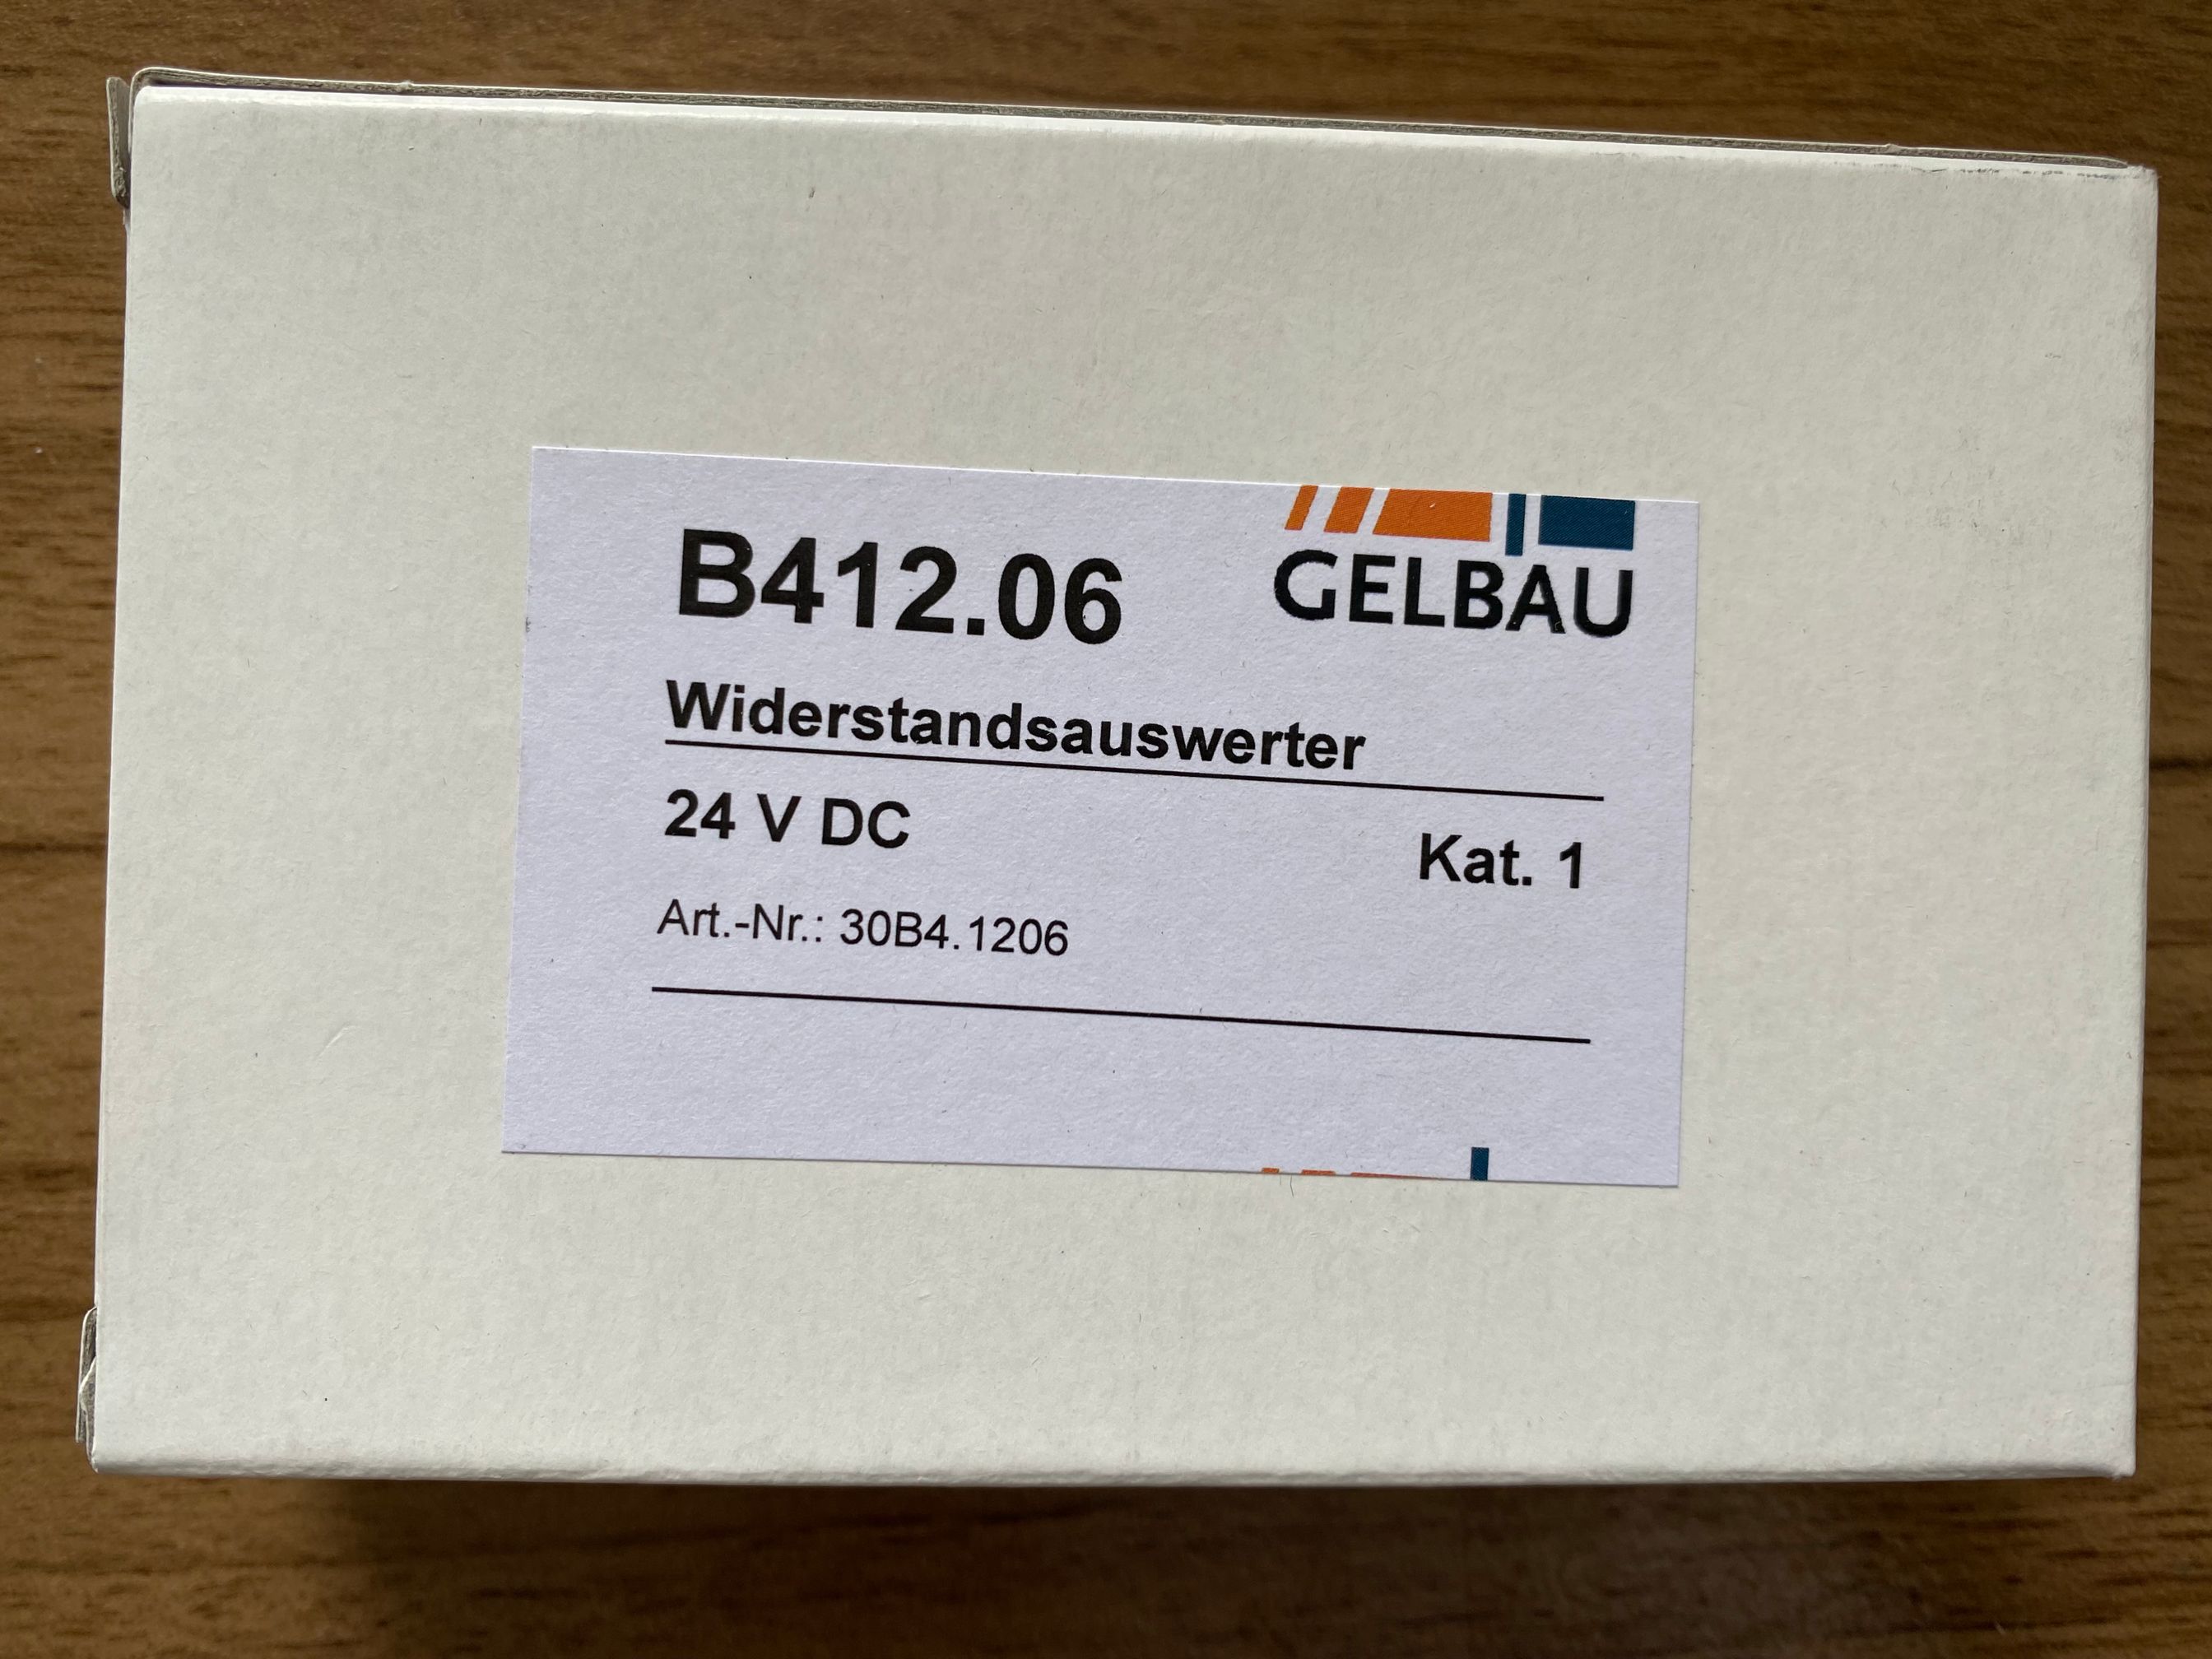 B412.06
GELBAU
Widerstandsauswerter
24 V DC
Kat. 1
Art.-Nr.: 30B4.1206